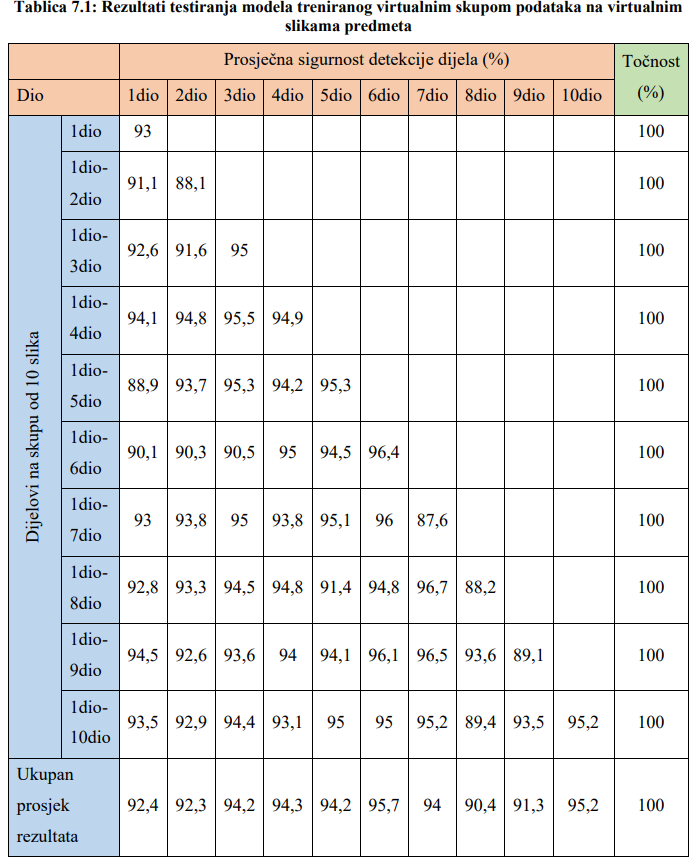 Tablica 7.1: Rezultati testiranja modela treniranog virtualnim skupom podataka na virtualnim
slikama predmeta
Prosječna sigurnost detekcije dijela (%) Točnost
(%)
Dio 1dio 2dio 3dio 4dio 5dio 6dio 7dio 8dio 9dio 10dio
Dijelovi na skupu od 10 slika
1dio 93 100
1dio-
2dio 91,1 88,1 100
1dio-
3dio 92,6 91,6 95 100
1dio-
4dio 94,1 94,8 95,5 94,9 100
1dio-
5dio 88,9 93,7 95,3 94,2 95,3 100
1dio-
6dio 90,1 90,3 90,5 95 94,5 96,4 100
1dio-
7dio 93 93,8 95 93,8 95,1 96 87,6 100
1dio-
8dio 92,8 93,3 94,5 94,8 91,4 94,8 96,7 88,2 100
1dio-
9dio 94,5 92,6 93,6 94 94,1 96,1 96,5 93,6 89,1 100
1dio-
10dio 93,5 92,9 94,4 93,1 95 95 95,2 89,4 93,5 95,2 100
Ukupan
prosjek
rezultata 92,4 92,3 94,2 94,3 94,2 95,7 94 90,4 91,3 95,2 100